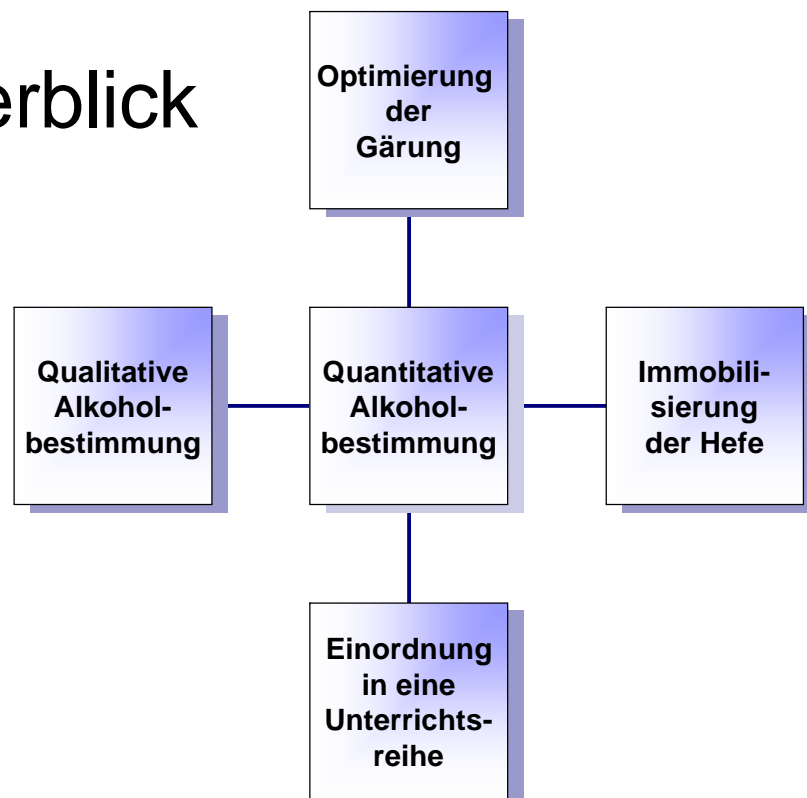 erblick
Optimierung
der
Gärung
Qualitative
Alkohol-
bestimmung
Quantitative
Alkohol-
bestimmung
Immobili-
sierung
der Hefe
Einordnung
in eine
Unterrichts-
reihe